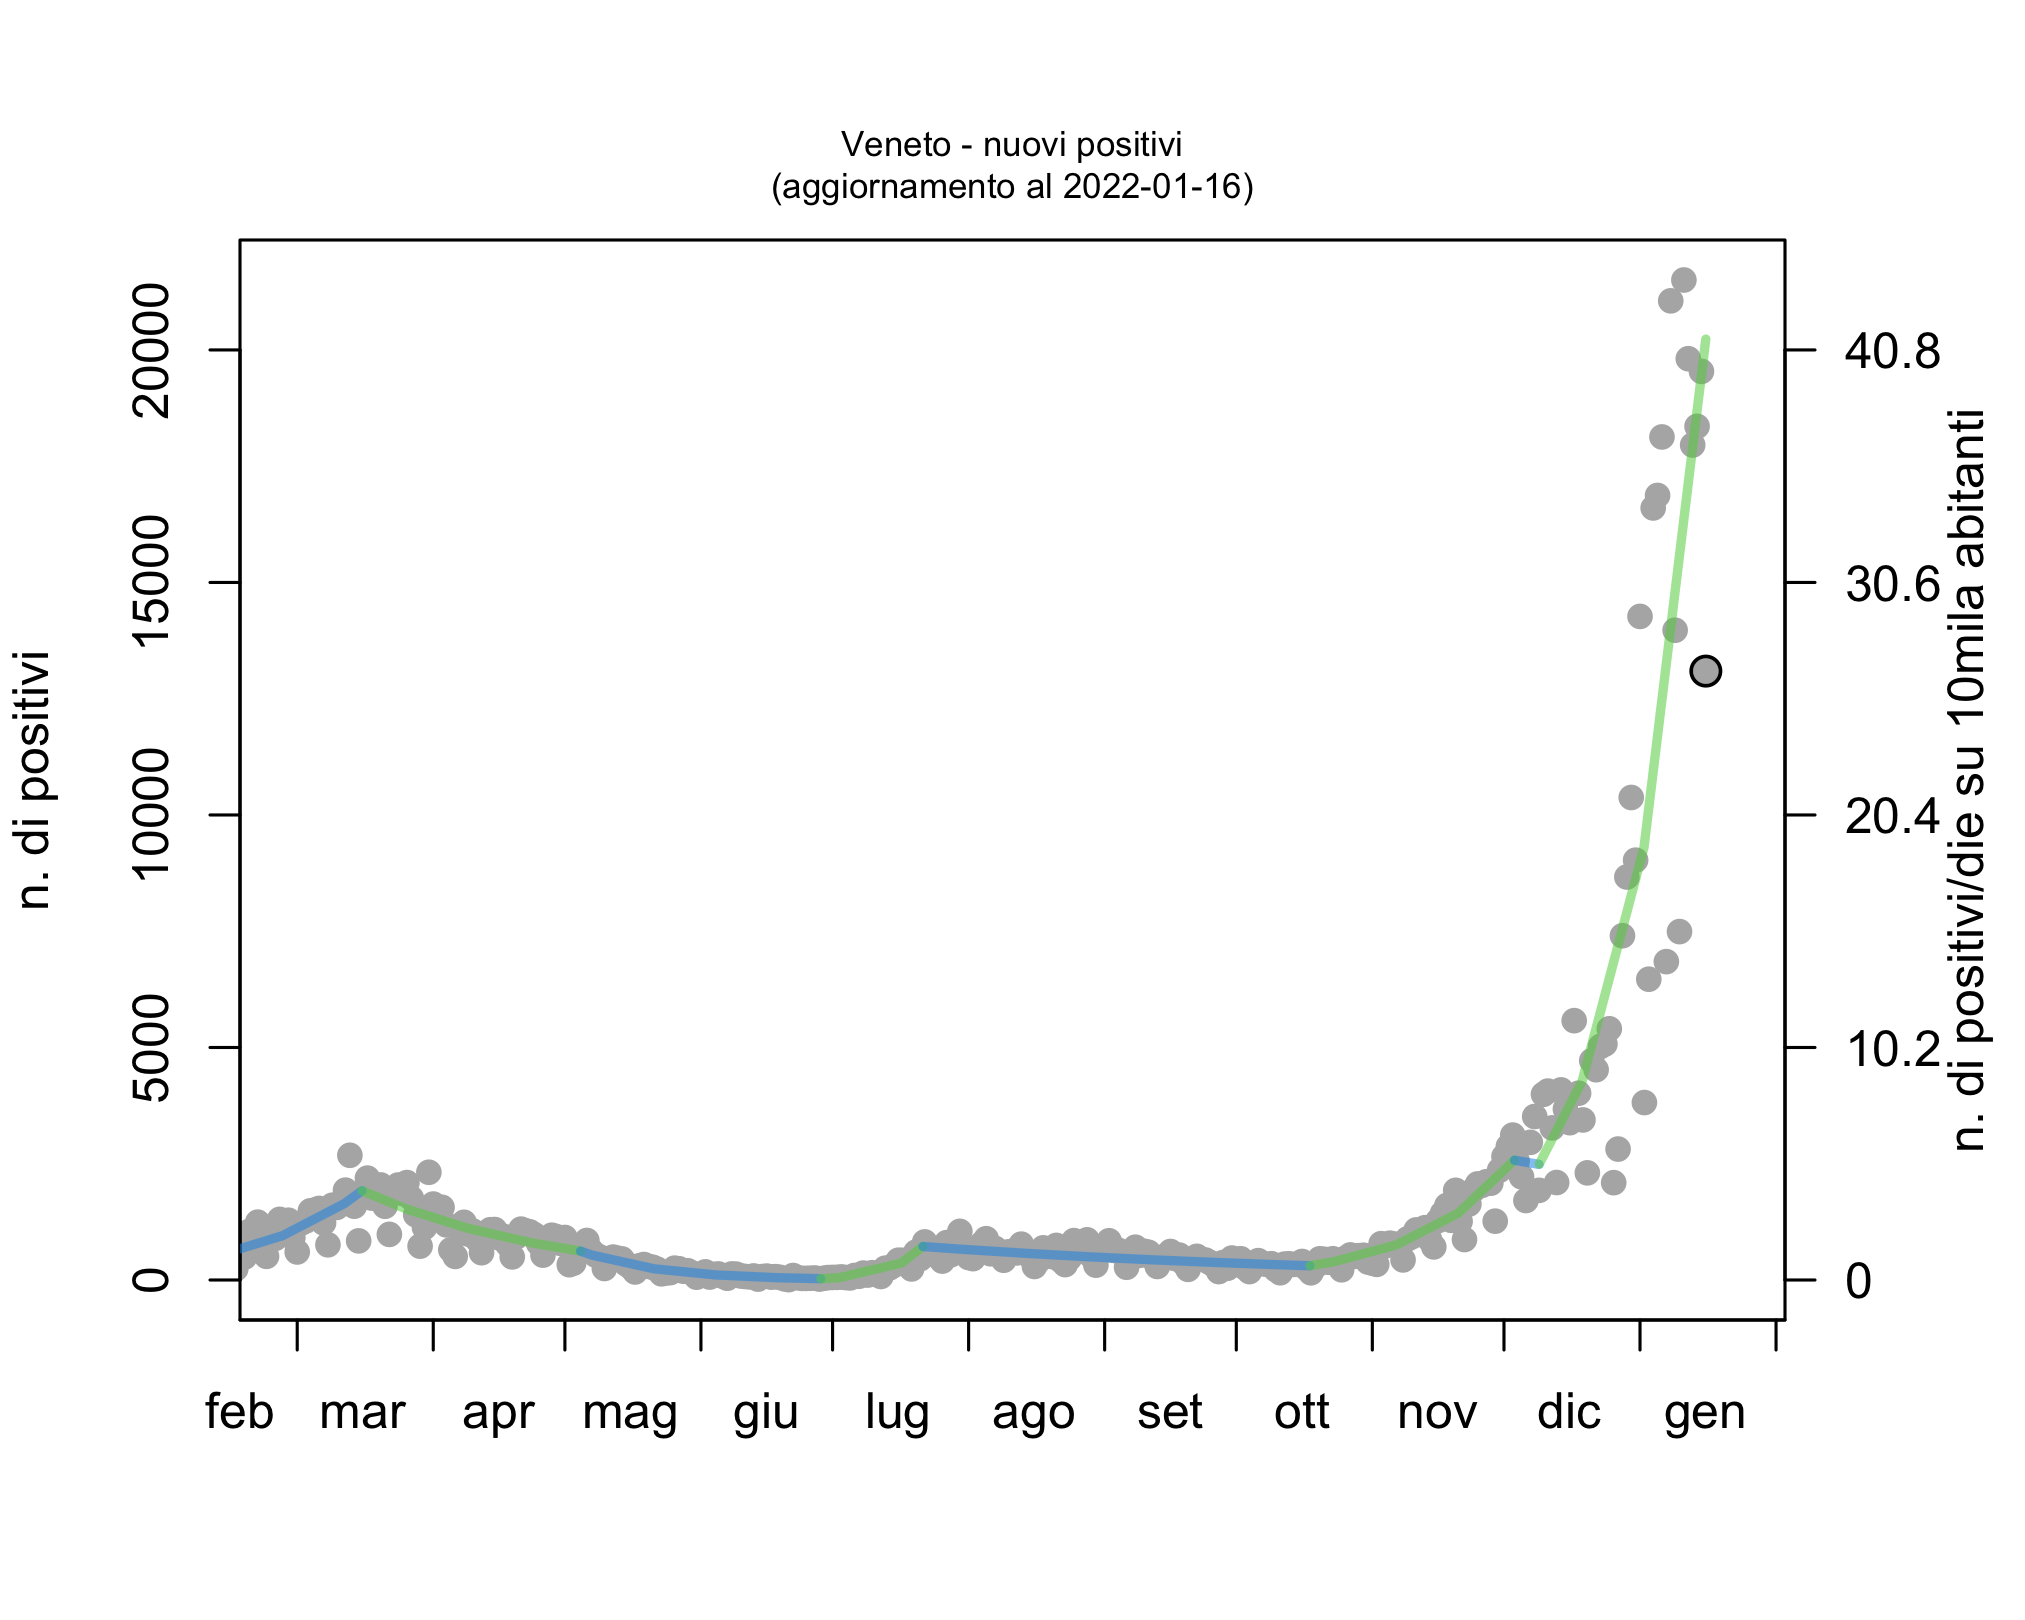 Veneto - nuovi positivi
(aggiornamento al 2022-01-16)
n. di positivi
20000
15000
10000
5000
0
40.8
30.6
20.4
10.2
0
n. di positivi/die su 10mila abitanti
feb mar apr mag giu lug ago set ott nov dic gen